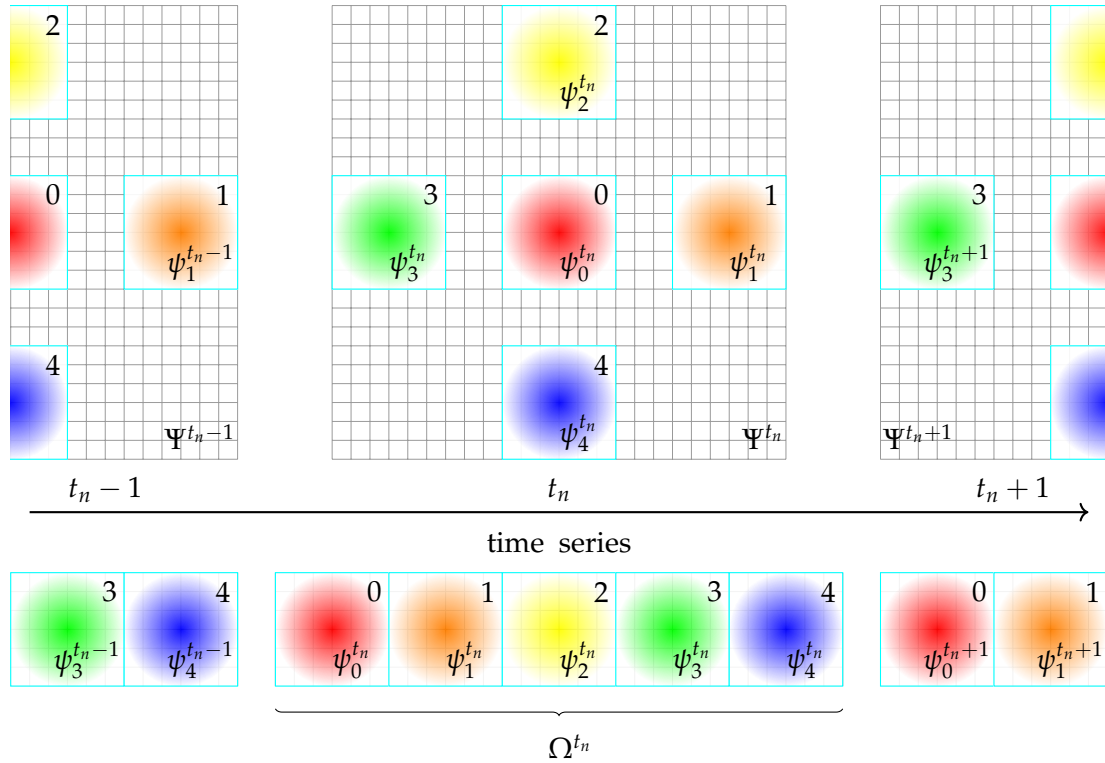 2 2
ψ_2^{t_n}
0 1 3 0 1 3
ψ_1^{t_n−1} ψ_3^{t_n} ψ_0^{t_n} ψ_1^{t_n} ψ_3^{t_n+1}
4 4
Ψ^{t_n−1} ψ_4^{t_n} Ψ^{t_n} Ψ^{t_n+1}
t_n − 1 t_n t_n + 1
time series
3 4 0 1 2 3 4 0 1
ψ_3^{t_n−1} ψ_4^{t_n−1} ψ_0^{t_n} ψ_1^{t_n} ψ_2^{t_n} ψ_3^{t_n} ψ_4^{t_n} ψ_0^{t_n+1} ψ_1^{t_n+1}
Ω^{t_n}